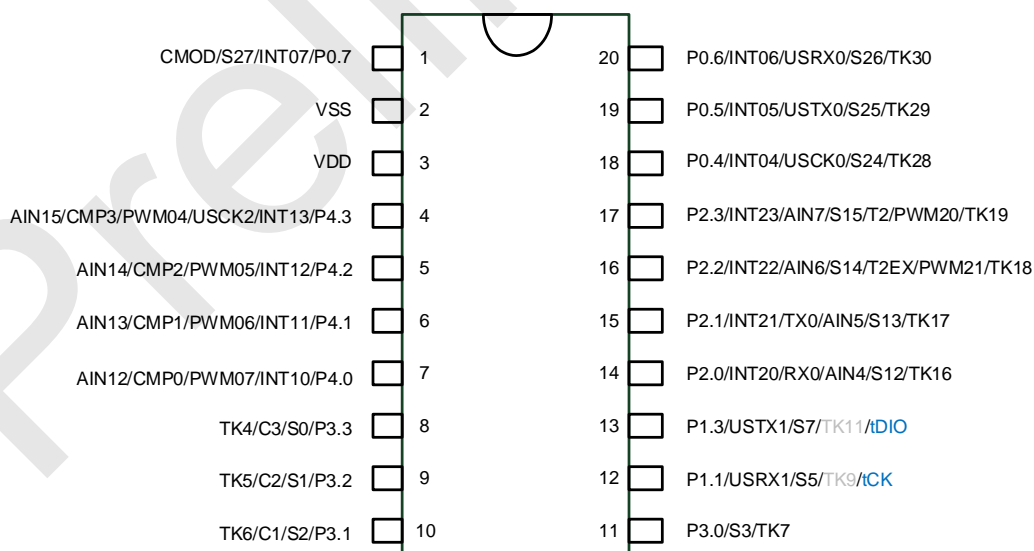 CMOD/S27/INT07/P0.7 1 20 P0.6/INT06/USRX0/S26/TK30
VSS 2 19 P0.5/INT05/USTX0/S25/TK29
VDD 3 18 P0.4/INT04/USCK0/S24/TK28
AIN15/CMP3/PWM04/USCK2/INT13/P4.3 4 17 P2.3/INT23/AIN7/S15/T2/PWM20/TK19
AIN14/CMP2/PWM05/INT12/P4.2 5 16 P2.2/INT22/AIN6/S14/T2EX/PWM21/TK18
AIN13/CMP1/PWM06/INT11/P4.1 6 15 P2.1/INT21/TX0/AIN5/S13/TK17
AIN12/CMP0/PWM07/INT10/P4.0 7 14 P2.0/INT20/RX0/AIN4/S12/TK16
TK4/C3/S0/P3.3 8 13 P1.3/USTX1/S7/TK11/tDIO
TK5/C2/S1/P3.2 9 12 P1.1/USRX1/S5/TK9/tCK
TK6/C1/S2/P3.1 10 11 P3.0/S3/TK7